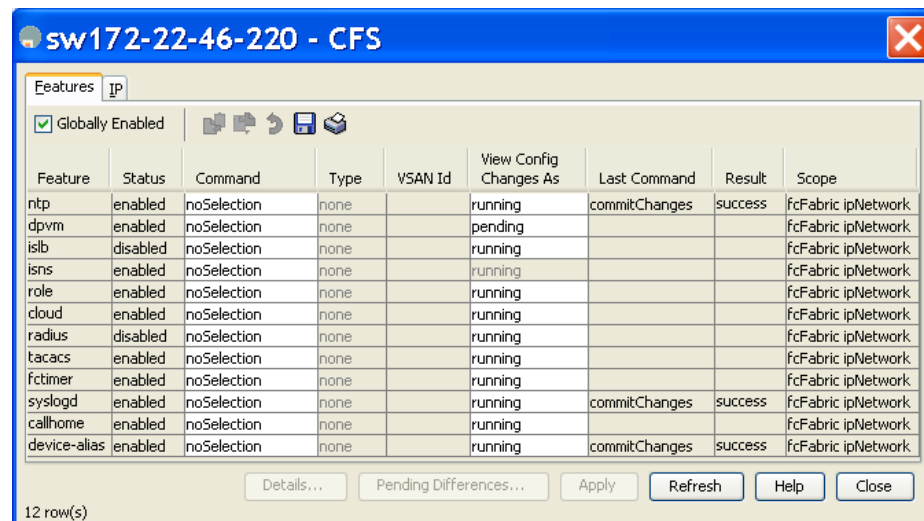 sw172-22-46-220 - CFS
Features IP
Globally Enabled
Feature Status Command Type VSAN Id View Config Changes As Last Command Result Scope
ntp enabled noSelection none running commitChanges success fcFabric ipNetwork
dpvm enabled noSelection none pending fcFabric ipNetwork
islb disabled noSelection none running fcFabric ipNetwork
isns enabled noSelection none running fcFabric ipNetwork
role enabled noSelection none running fcFabric ipNetwork
cloud enabled noSelection none running fcFabric ipNetwork
radius disabled noSelection none running fcFabric ipNetwork
tacacs enabled noSelection none running fcFabric ipNetwork
fctimer enabled noSelection none running fcFabric ipNetwork
syslogd enabled noSelection none running commitChanges success fcFabric ipNetwork
callhome enabled noSelection none running fcFabric ipNetwork
device-alias enabled noSelection none running commitChanges success fcFabric ipNetwork
Details... Pending Differences... Apply Refresh Help Close
12 row(s)